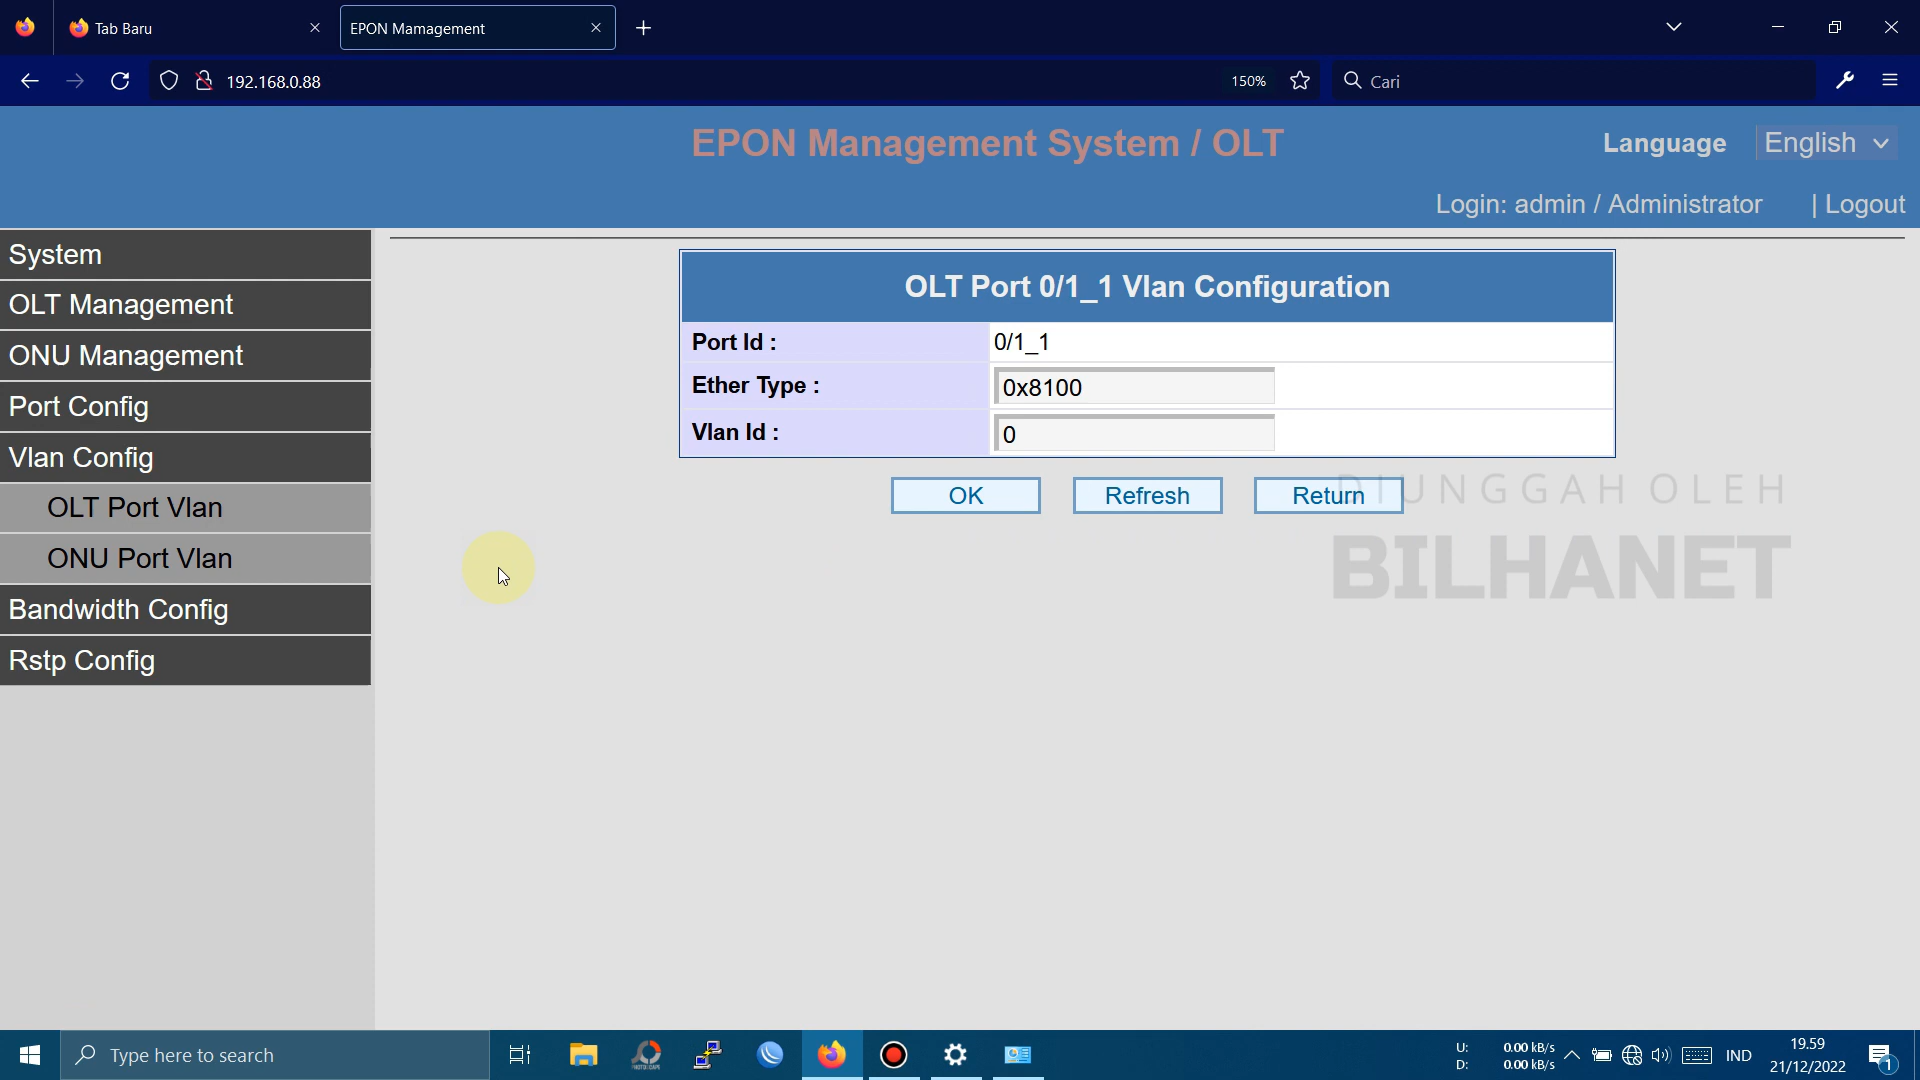 Tab Baru
EPON Mamagement
192.168.0.88
150%
Cari
EPON Management System / OLT
Language
English
Login: admin / Administrator
| Logout
System
OLT Management
ONU Management
Port Config
Vlan Config
OLT Port Vlan
ONU Port Vlan
Bandwidth Config
Rstp Config
OLT Port 0/1_1 Vlan Configuration
Port Id :
0/1_1
Ether Type :
0x8100
Vlan Id :
0
OK
Refresh
Return
DIUNGGAH OLEH
BILHANET
Type here to search
U: 0.00 kB/s
D: 0.00 kB/s
IND
19.59
21/12/2022
1